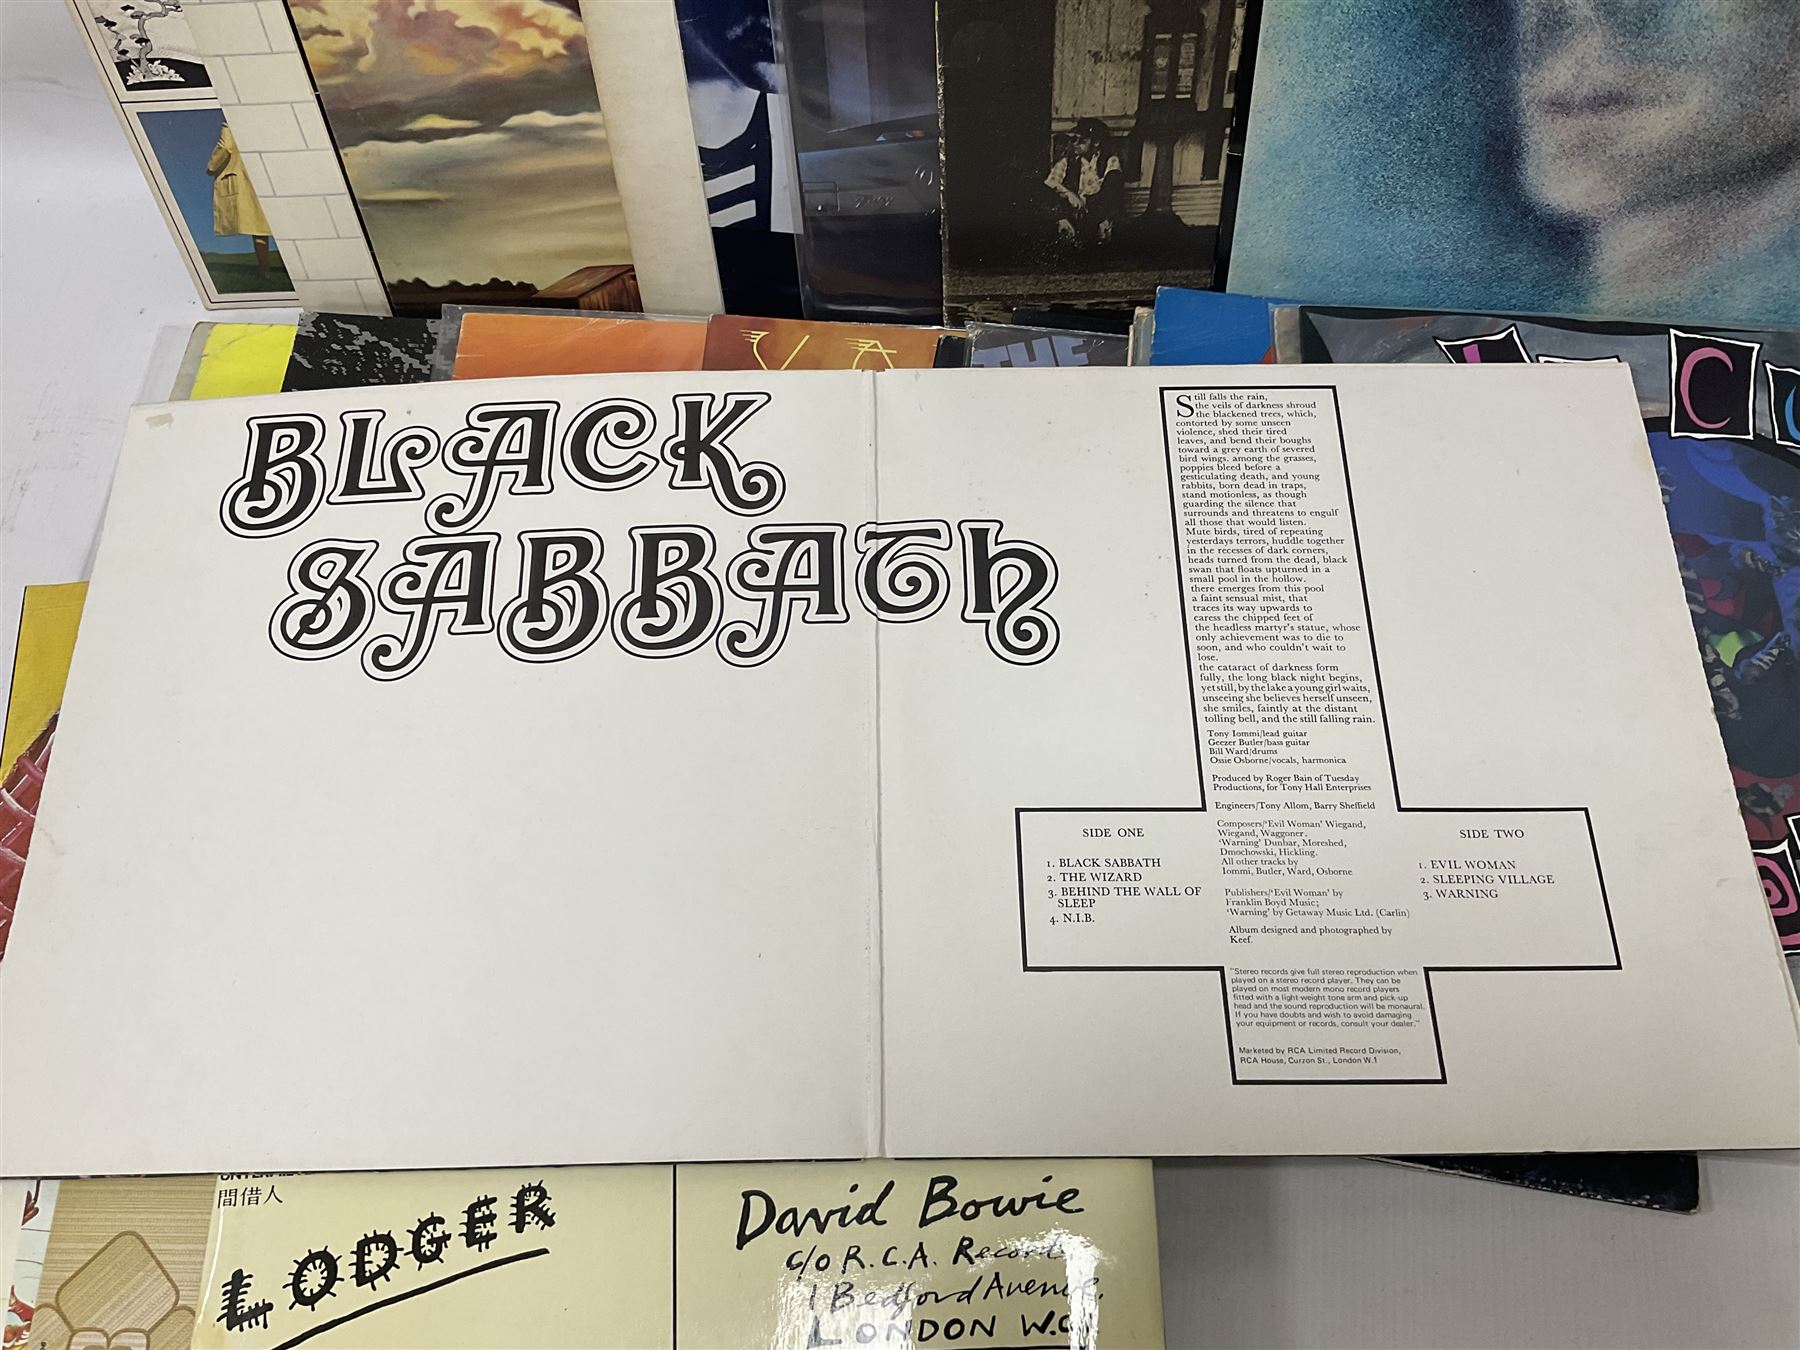 THE
C
BLACK
SABBATH
Still falls the rain,
the veils of darkness shroud
the blackened trees, which,
contorted by some unseen
violence, shed their tired
leaves, and bend their boughs
toward a grey earth of severed
bird wings. among the grasses,
poppies bleed before a
gesticulating death, and young
rabbits, born dead in traps,
stand motionless, as though
guarding the silence that
surrounds and threatens to engulf
all those that would listen.
Mute birds, tired of repeating
yesterdays terrors, huddle together
in the recesses of dark corners,
heads turned from the dead, black
swan that floats upturned in a
small pool in the hollow.
there emerges from this pool
a faint sensual mist, that
traces its way upwards to
caress the chipped feet of
the headless martyr's statue, whose
only achievement was to die to
soon, and who couldn't wait to
lose.
the cataract of darkness form
fully, the long black night begins,
yet still, by the lake a young girl waits,
unseeing she believes herself unseen,
she smiles, faintly at the distant
tolling bell, and the still falling rain.
Tony Iommi/lead guitar
Geezer Butler/bass guitar
Bill Ward/drums
Ossie Osborne/vocals, harmonica
Produced by Roger Bain of Tuesday
Productions, for Tony Hall Enterprises
Engineers/Tony Allom, Barry Sheffield
Composers/'Evil Woman' Wiegand,
Wiegand, Waggoner.
'Warning' Dunbar, Moreshed,
Dmochowski, Hickling.
All other tracks by
Iommi, Butler, Ward, Osborne
Publishers/'Evil Woman' by
Franklin Boyd Music;
'Warning' by Getaway Music Ltd. (Carlin)
Album designed and photographed by
Keef.
SIDE ONE
1. BLACK SABBATH
2. THE WIZARD
3. BEHIND THE WALL OF
SLEEP
4. N.I.B.
SIDE TWO
1. EVIL WOMAN
2. SLEEPING VILLAGE
3. WARNING
"Stereo records give full stereo reproduction when
played on a stereo record player. They can be
played on most modern mono record players
fitted with a light-weight tone arm and pick-up
head and the sound reproduction will be monaural.
If you have doubts and wish to avoid damaging
your equipment or records, consult your dealer."
Marketed by RCA Limited Record Division,
RCA House, Curzon St., London W.1
間借人
LODGER
David Bowie
c/o R.C.A. Records
1 Bedford Avenue,
LONDON W.C.1